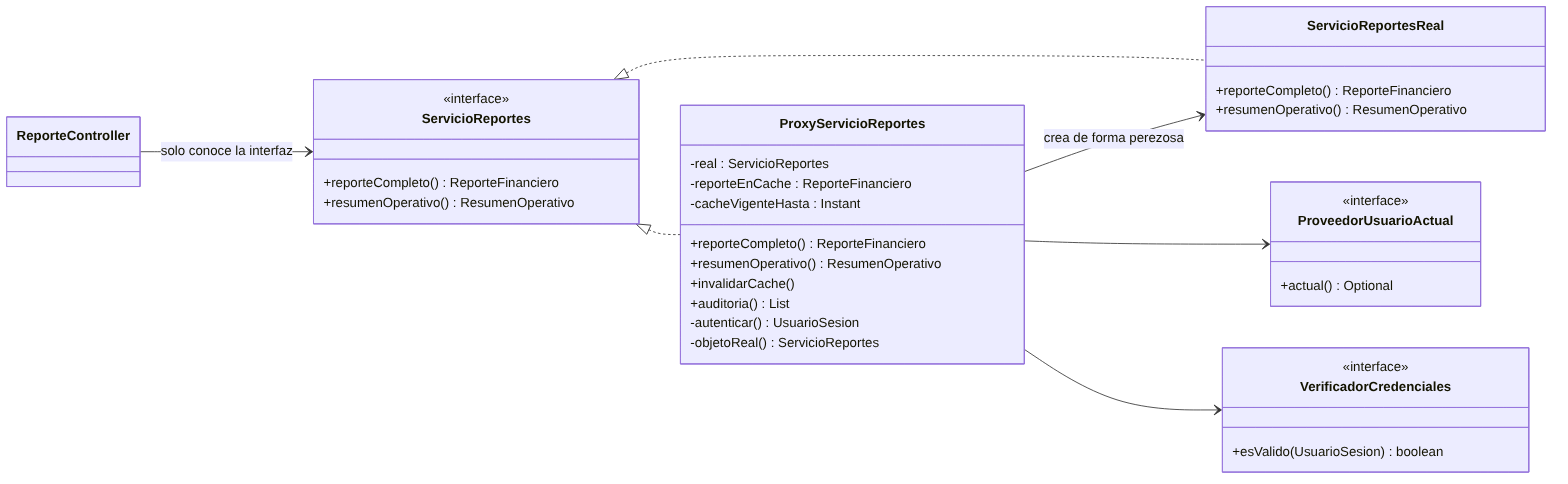 ReporteController
solo conoce la interfaz
«interface»
ServicioReportes
+reporteCompleto() : ReporteFinanciero
+resumenOperativo() : ResumenOperativo
ProxyServicioReportes
-real : ServicioReportes
-reporteEnCache : ReporteFinanciero
-cacheVigenteHasta : Instant
+reporteCompleto() : ReporteFinanciero
+resumenOperativo() : ResumenOperativo
+invalidarCache()
+auditoria() : List
-autenticar() : UsuarioSesion
-objetoReal() : ServicioReportes
crea de forma perezosa
ServicioReportesReal
+reporteCompleto() : ReporteFinanciero
+resumenOperativo() : ResumenOperativo
«interface»
ProveedorUsuarioActual
+actual() : Optional
«interface»
VerificadorCredenciales
+esValido(UsuarioSesion) : boolean